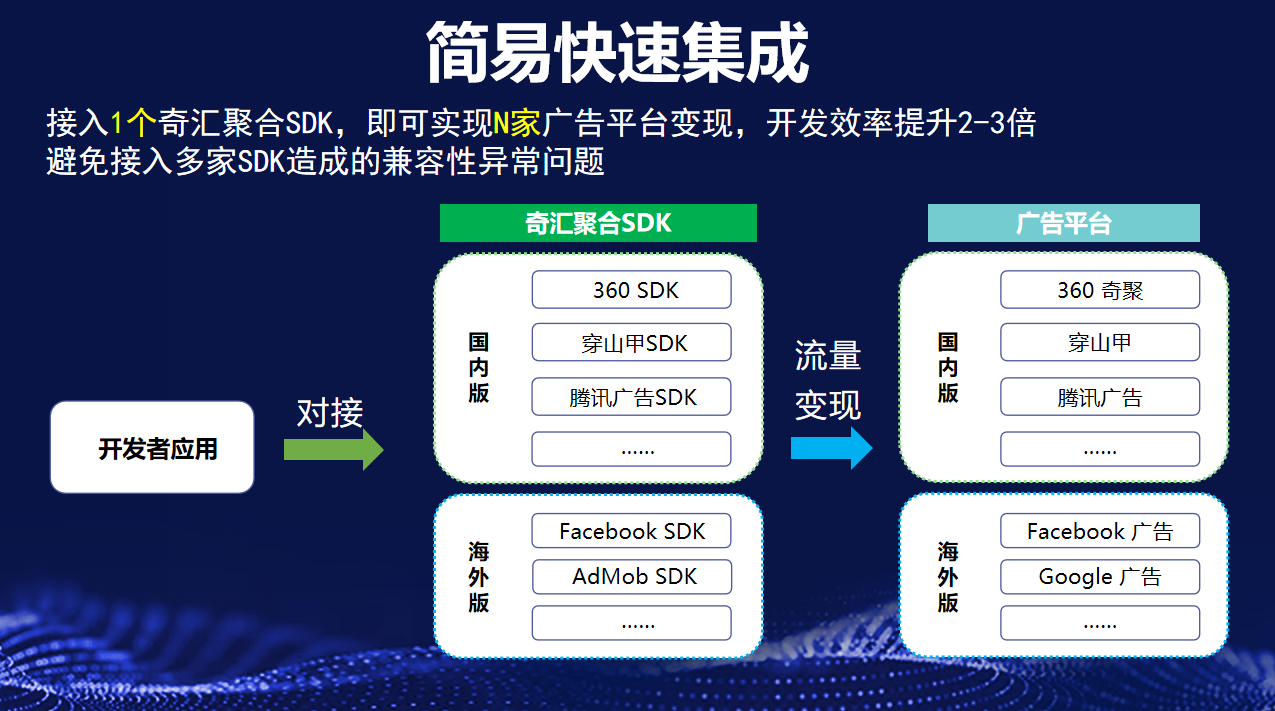 简易快速集成
接入1个奇汇聚合SDK，即可实现N家广告平台变现，开发效率提升2-3倍
避免接入多家SDK造成的兼容性异常问题
开发者应用
对接
奇汇聚合SDK
国内版
360 SDK
穿山甲SDK
腾讯广告SDK
……
海外版
Facebook SDK
AdMob SDK
……
流量
变现
广告平台
国内版
360 奇聚
穿山甲
腾讯广告
……
海外版
Facebook 广告
Google 广告
……